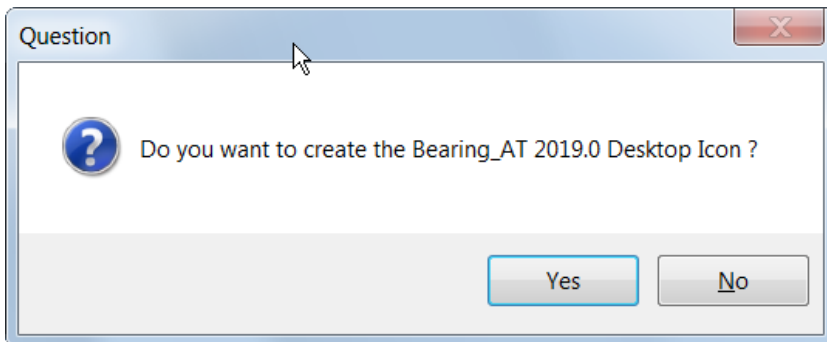 Question
Do you want to create the Bearing_AT 2019.0 Desktop Icon ?
Yes
No